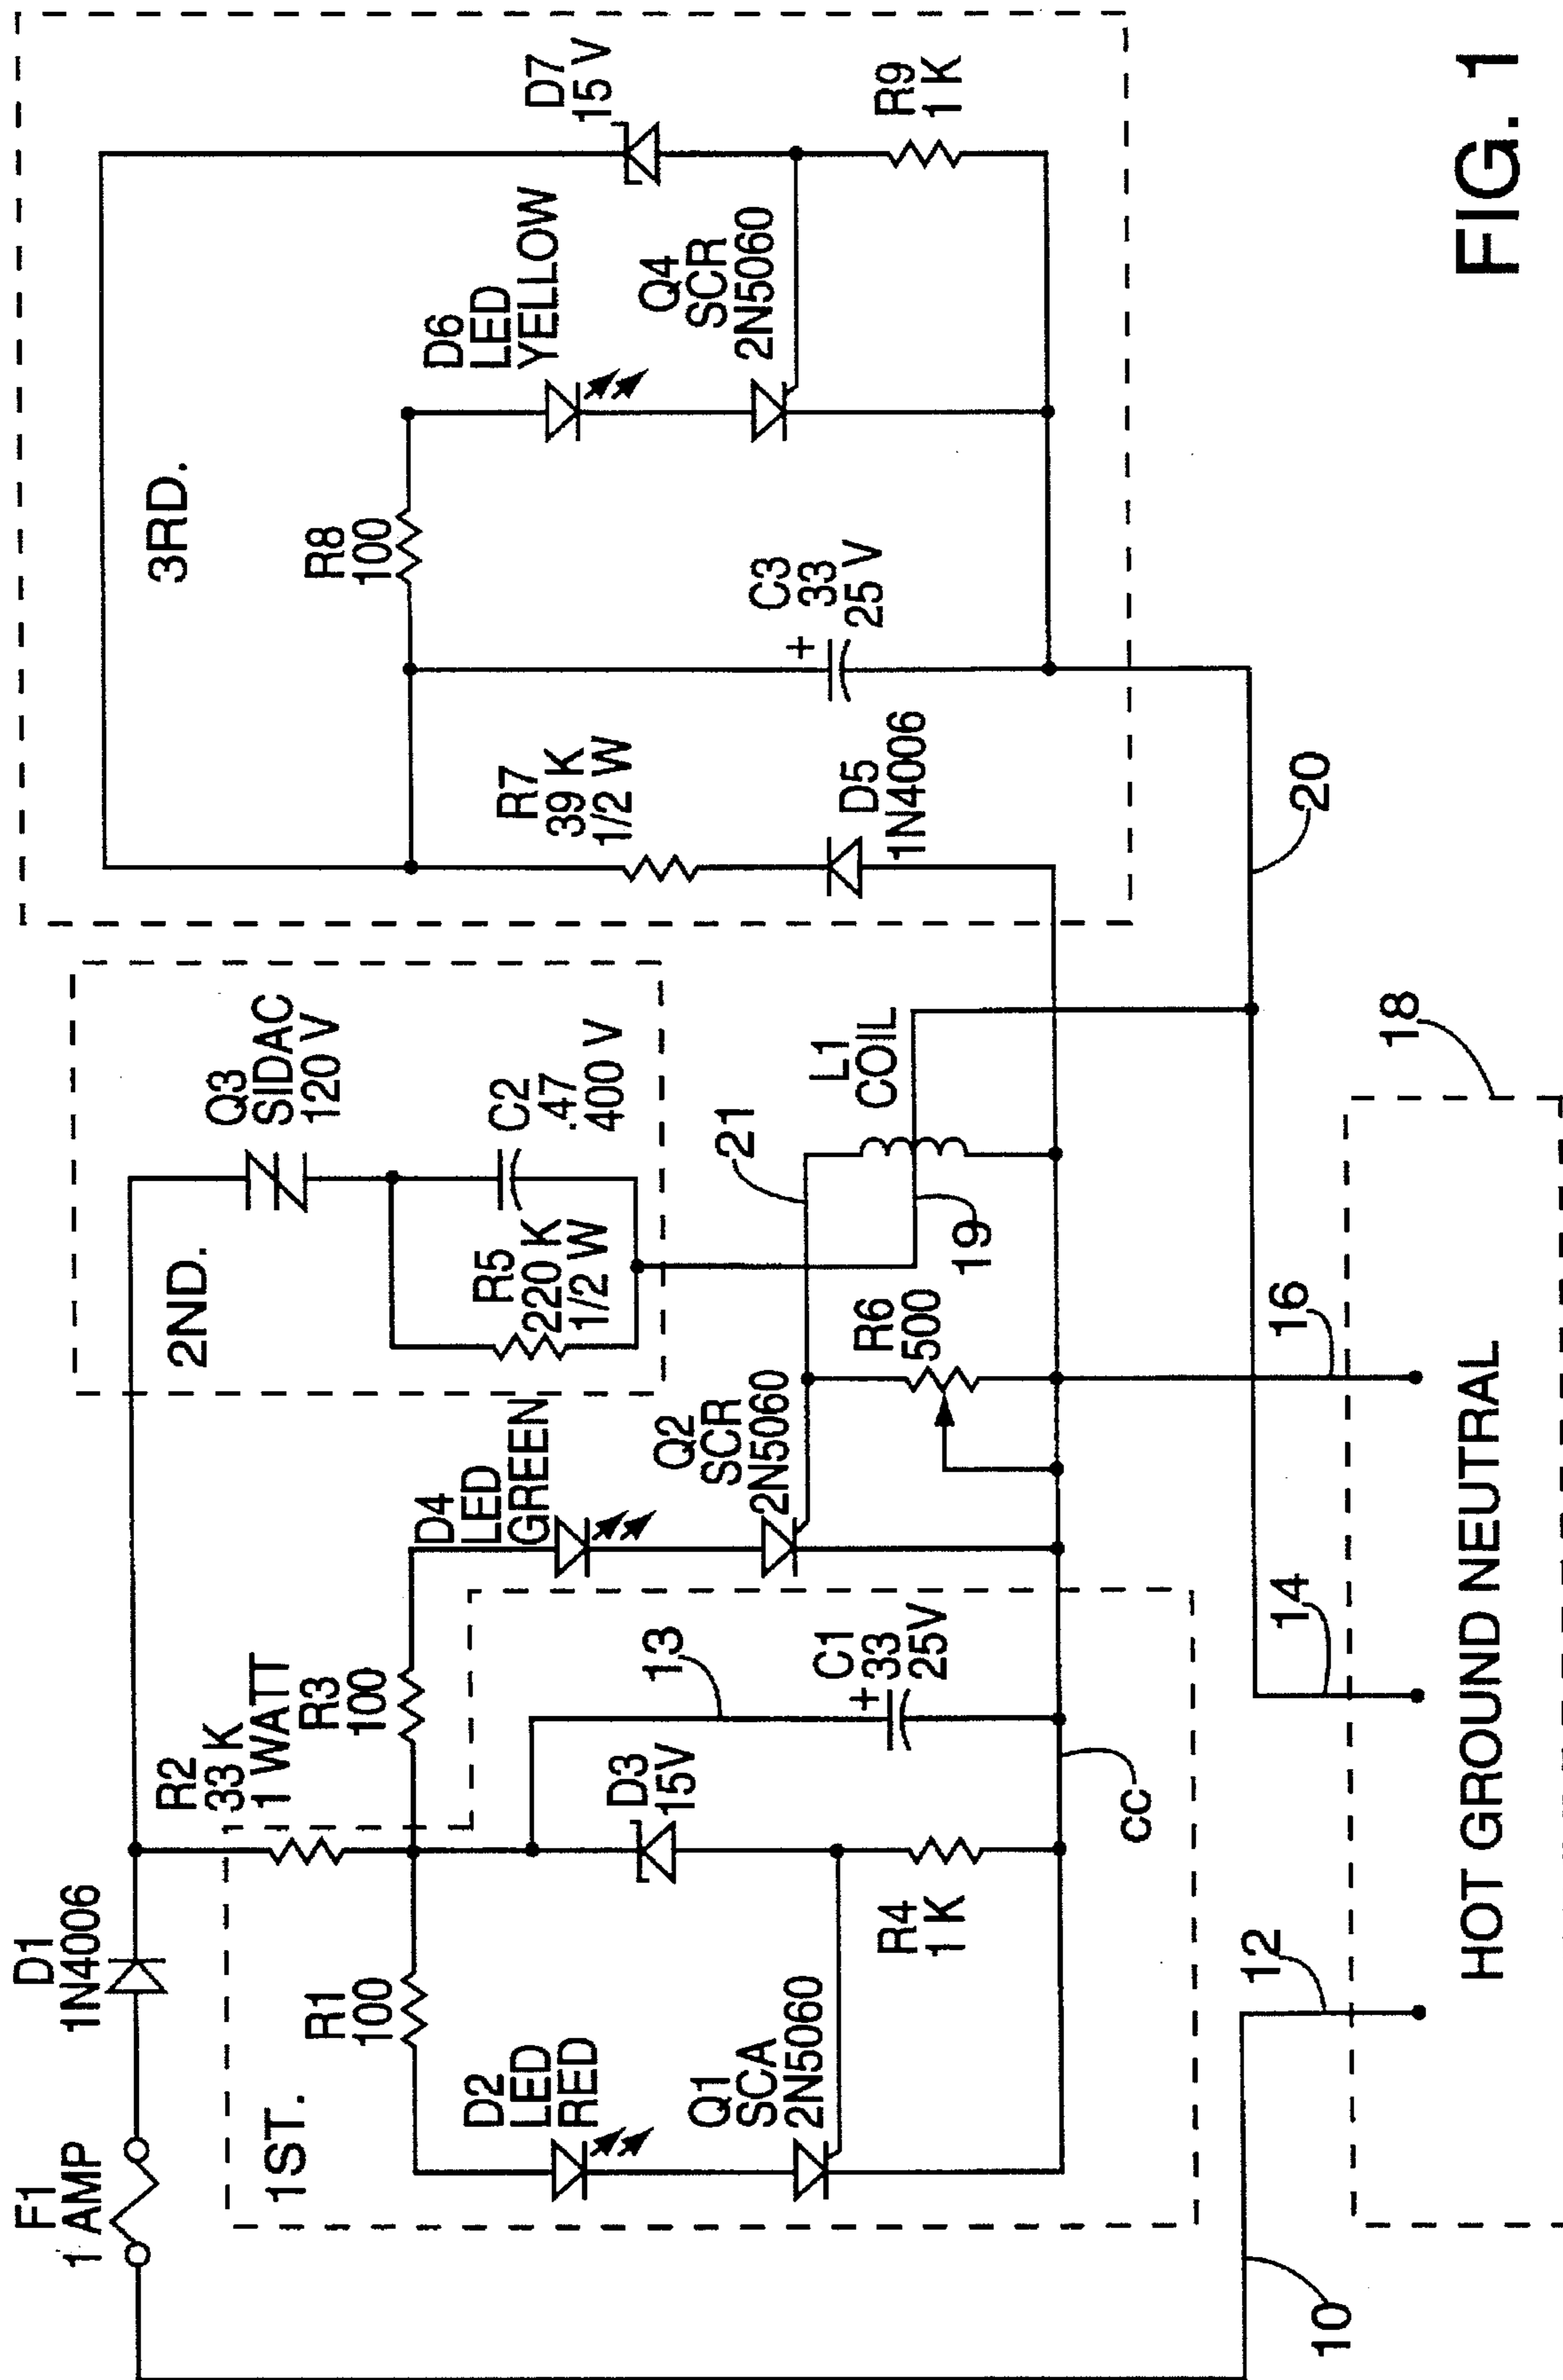 F1
1 AMP
D1
1N4006
1ST.
R1
100
D2
LED
RED
Q1
SCA
2N5060
R2
33 K
1 WATT
R3
100
D3
15V
R4
1 K
13
C1
+
33
25V
cc
D4
LED
GREEN
Q2
SCR
2N5060
R6
500
2ND.
Q3
SIDAC
120 V
R5
220 K
1/2 W
C2
.47
400 V
21
19
L1
COIL
3RD.
R7
39 K
1/2 W
D5
1N4006
R8
100
C3
+
33
25 V
D6
LED
YELLOW
Q4
SCR
2N5060
D7
15 V
R9
1 K
10
12
14
16
18
20
HOT GROUND NEUTRAL
FIG. 1